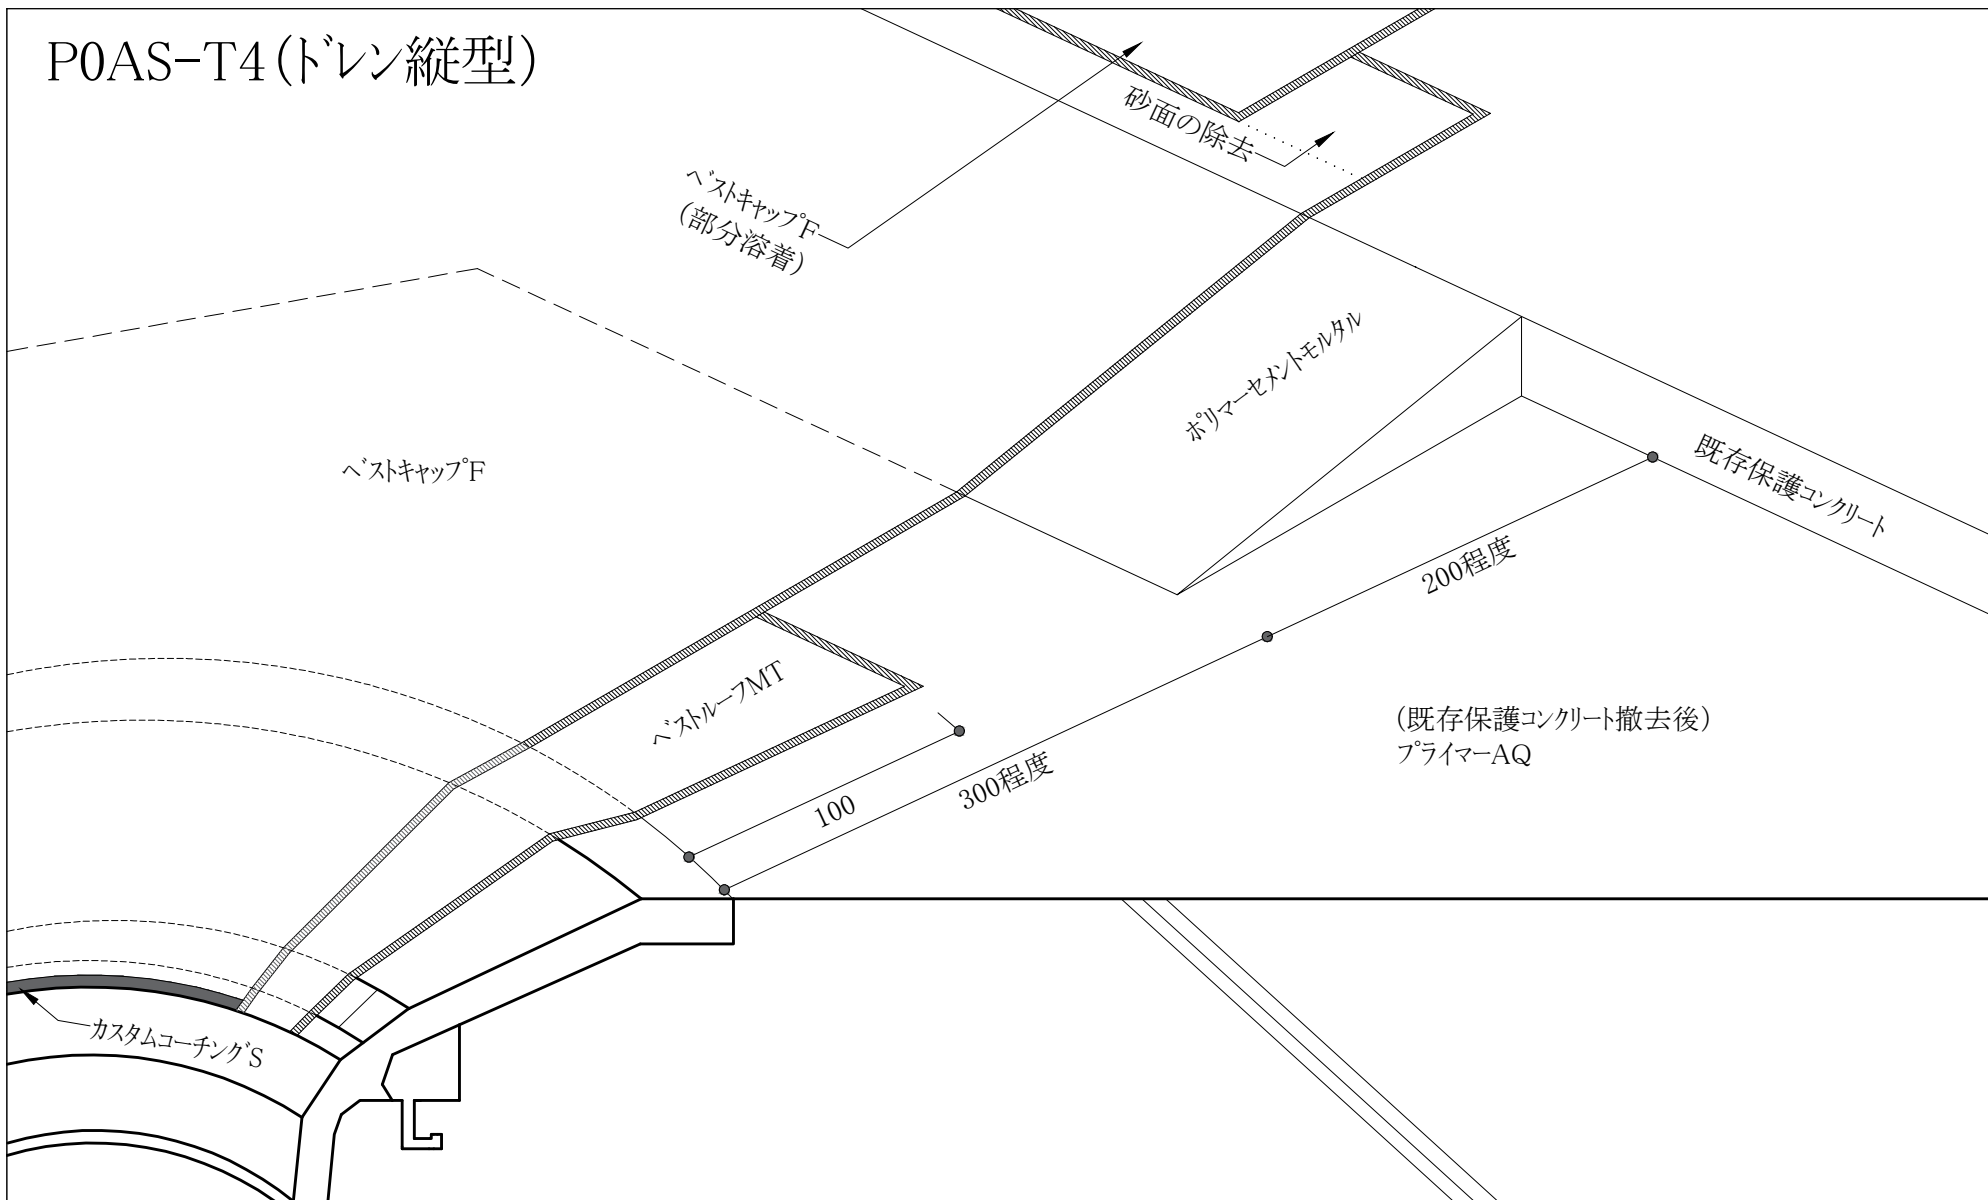 P0AS-T4(ドレン縦型)
砂面の除去
ベストキャップF
(部分溶着)
ポリマーセメントモルタル
ベストキャップF
既存保護コンクリート
200程度
ベストルーフMT
(既存保護コンクリート撤去後)
プライマーAQ
300程度
100
カスタムコーチングS